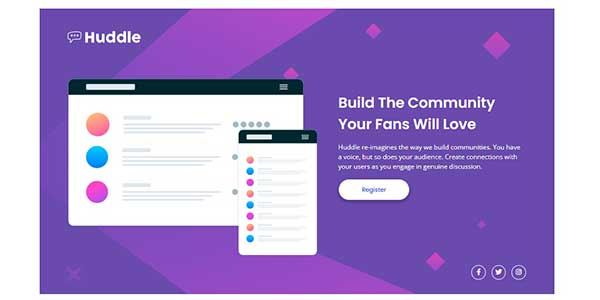 Huddle
Build The Community
Your Fans Will Love
Huddle re-imagines the way we build communities. You have
a voice, but so does your audience. Create connections with
your users as you engage in genuine discussion.
Register